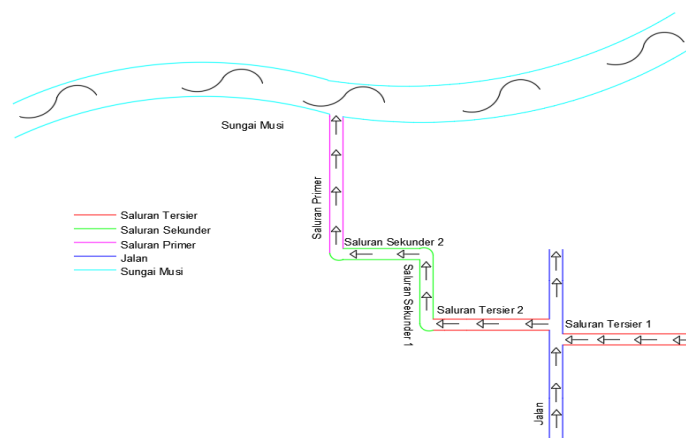 Sungai Musi
Saluran Primer
Saluran Tersier
Saluran Sekunder
Saluran Primer
Jalan
Sungai Musi
Saluran Sekunder 2
Saluran Sekunder 1
Saluran Tersier 2
Saluran Tersier 1
Jalan